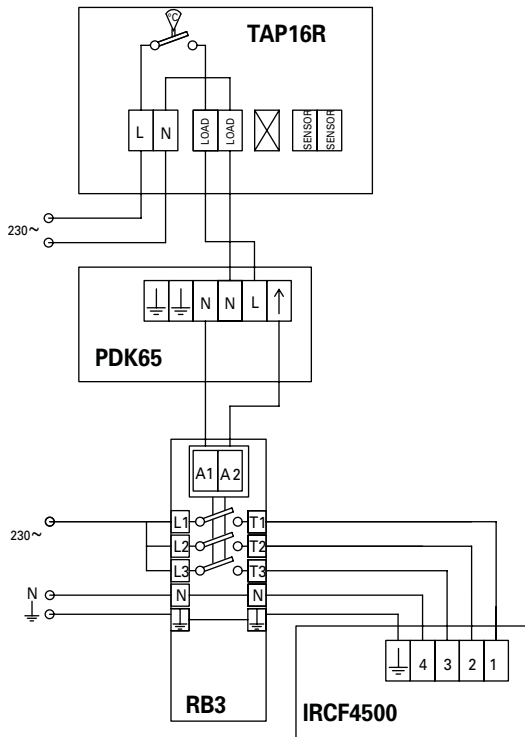 °C
TAP16R
L N LOAD LOAD SENSOR SENSOR
230~
N N L ↑
PDK65
A1 A2
L1 T1
230~
L2 T2
L3 T3
N N N
4 3 2 1
RB3
IRCF4500